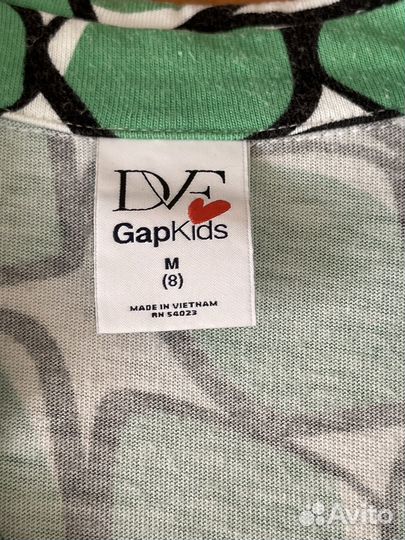 DVF
GapKids
M
(8)
MADE IN VIETNAM
RN 54023
Avito